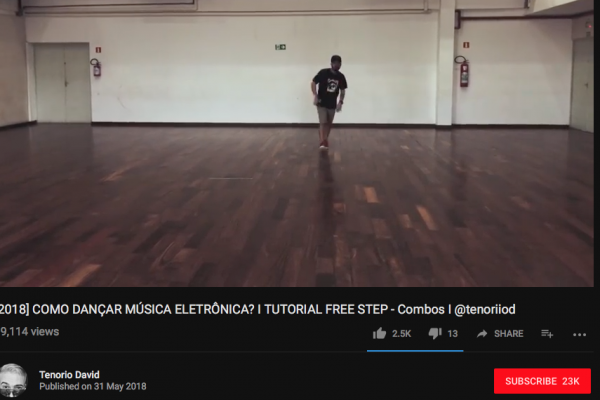 2018] COMO DANÇAR MÚSICA ELETRÔNICA? I TUTORIAL FREE STEP - Combos I @tenoriiod
9,114 views
2.5K 13 SHARE
Tenorio David
Published on 31 May 2018
SUBSCRIBE 23K